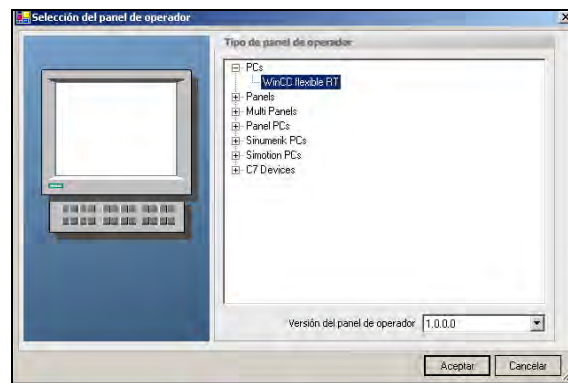 Selección del panel de operador
Tipo de panel de operador
PCs
WinCC flexible RT
Panels
Multi Panels
Panel PCs
Sinumerik PCs
Simotion PCs
C7 Devices
Versión del panel de operador 1.0.0.0
Aceptar Cancelar